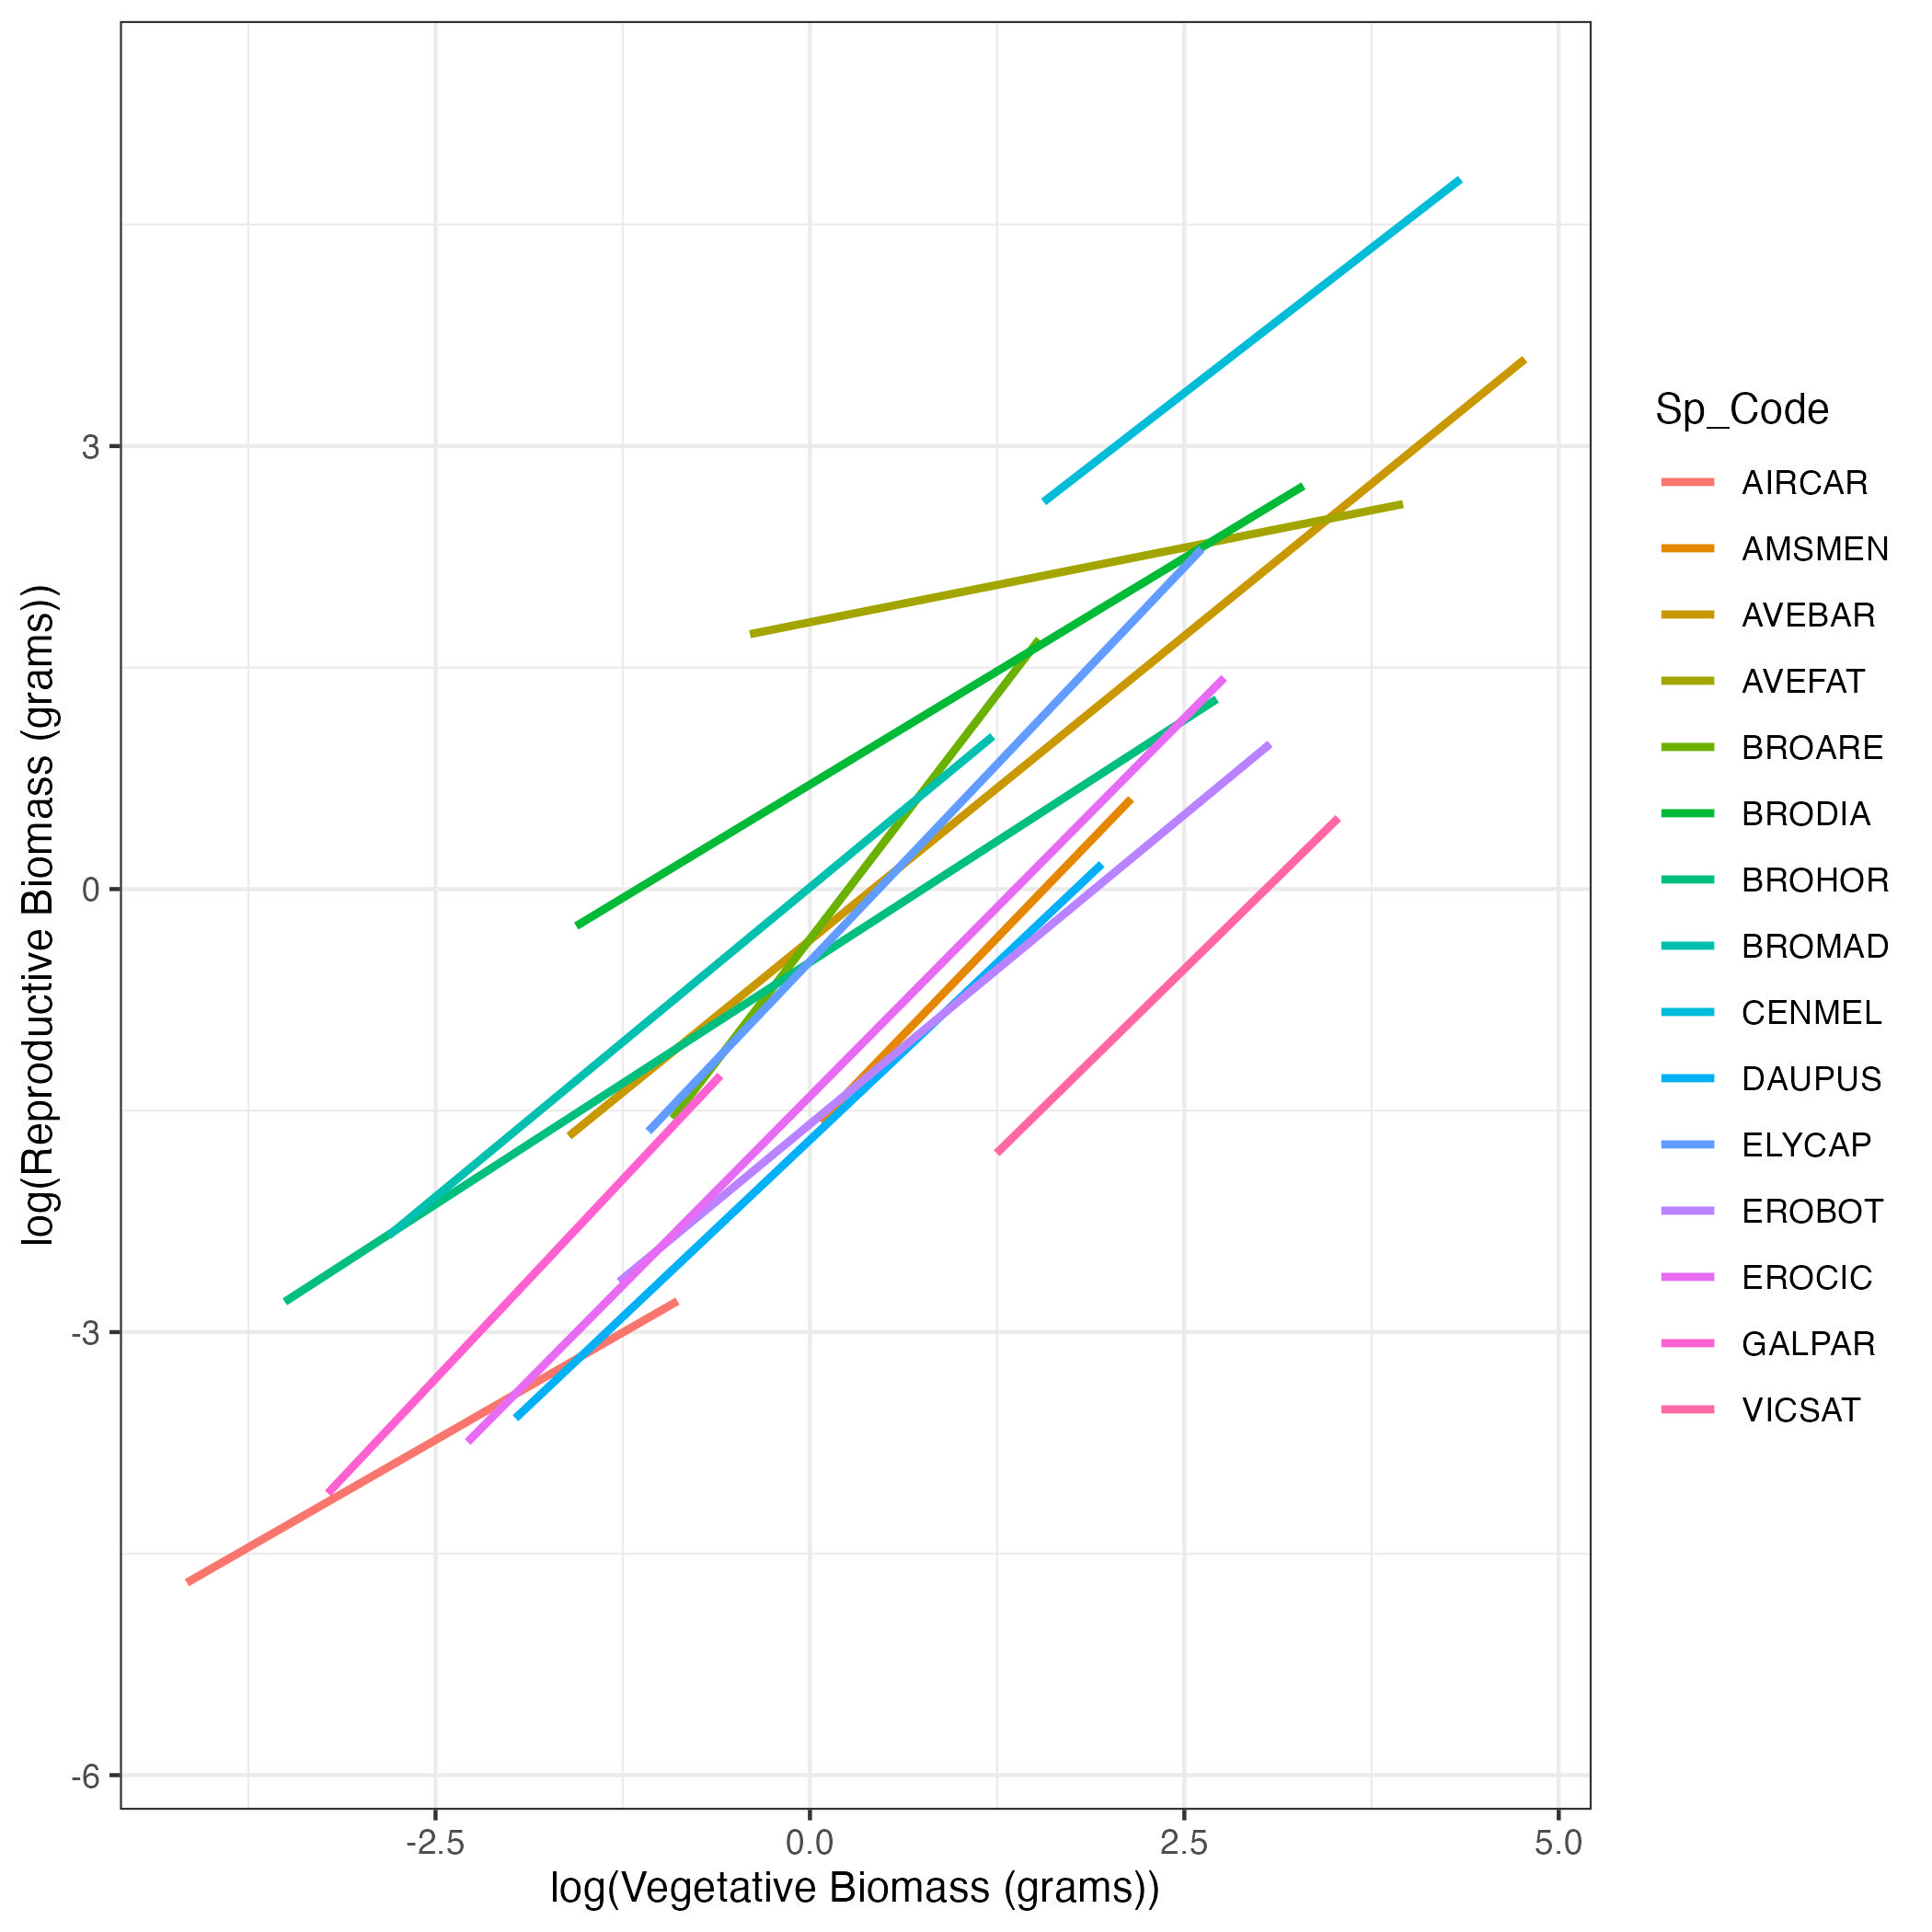 log(Reproductive Biomass (grams))
3
0
-3
-6
-2.5
0.0
2.5
5.0
log(Vegetative Biomass (grams))
Sp_Code
AIRCAR
AMSMEN
AVEBAR
AVEFAT
BROARE
BRODIA
BROHOR
BROMAD
CENMEL
DAUPUS
ELYCAP
EROBOT
EROCIC
GALPAR
VICSAT